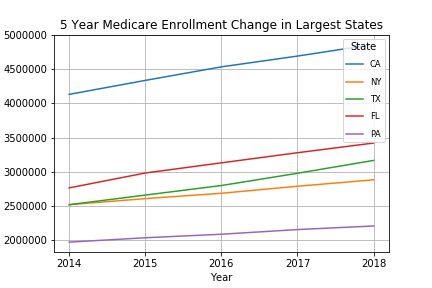 5 Year Medicare Enrollment Change in Largest States
5000000
4500000
4000000
3500000
3000000
2500000
2000000
State
CA
NY
TX
FL
PA
2014 2015 2016 2017 2018
Year